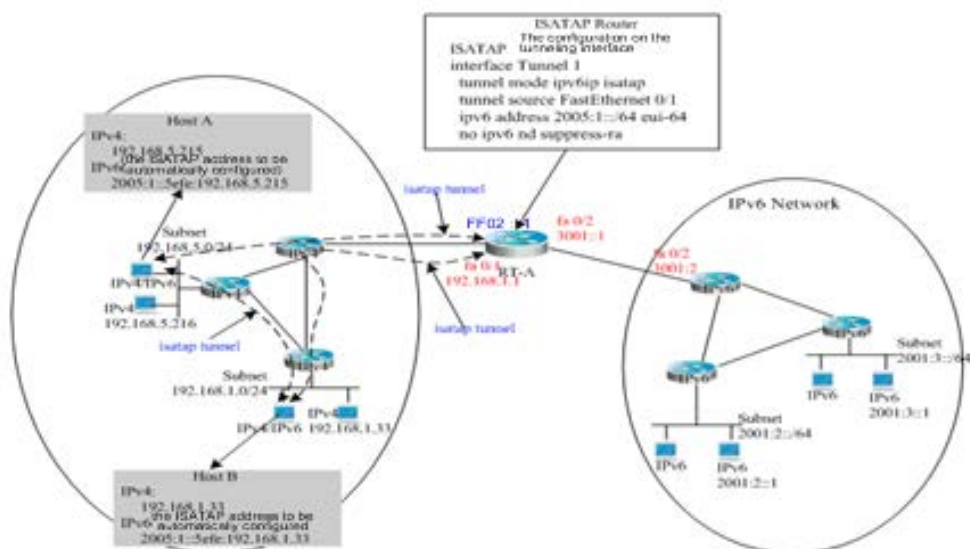 ISATAP Router
ISATAP The configuration on the
tunneling interface
interface Tunnel 1
tunnel mode ipv6ip isatap
tunnel source FastEthernet 0/1
ipv6 address 2005:1::/64 eui-64
no ipv6 nd suppress-ra
Host A
IPv4:
192.168.5.215
IPv6
(the ISATAP address to be
automatically configured)
2005:1::5efe:192.168.5.215
isatap tunnel
FF02
fa 0/2
3001::1
IPv6 Network
Subnet
192.168.5.0/24
RT-A
192.168.1.1
fa 0/2
3001:2
IPv4/IPv6
IPv4
192.168.5.216
isatap tunnel
isatap tunnel
IPv6
IPv6
IPv6
Subnet
2001:3::/64
Subnet
192.168.1.0/24
IPv4/IPv6
IPv4
192.168.1.33
IPv6
IPv6
2001:3::1
Subnet
2001:2::/64
IPv6
IPv6
2001:2::1
Host B
IPv4:
192.168.1.33
IPv6
the ISATAP address to be
automatically configured
2005:1::5efe:192.168.1.33